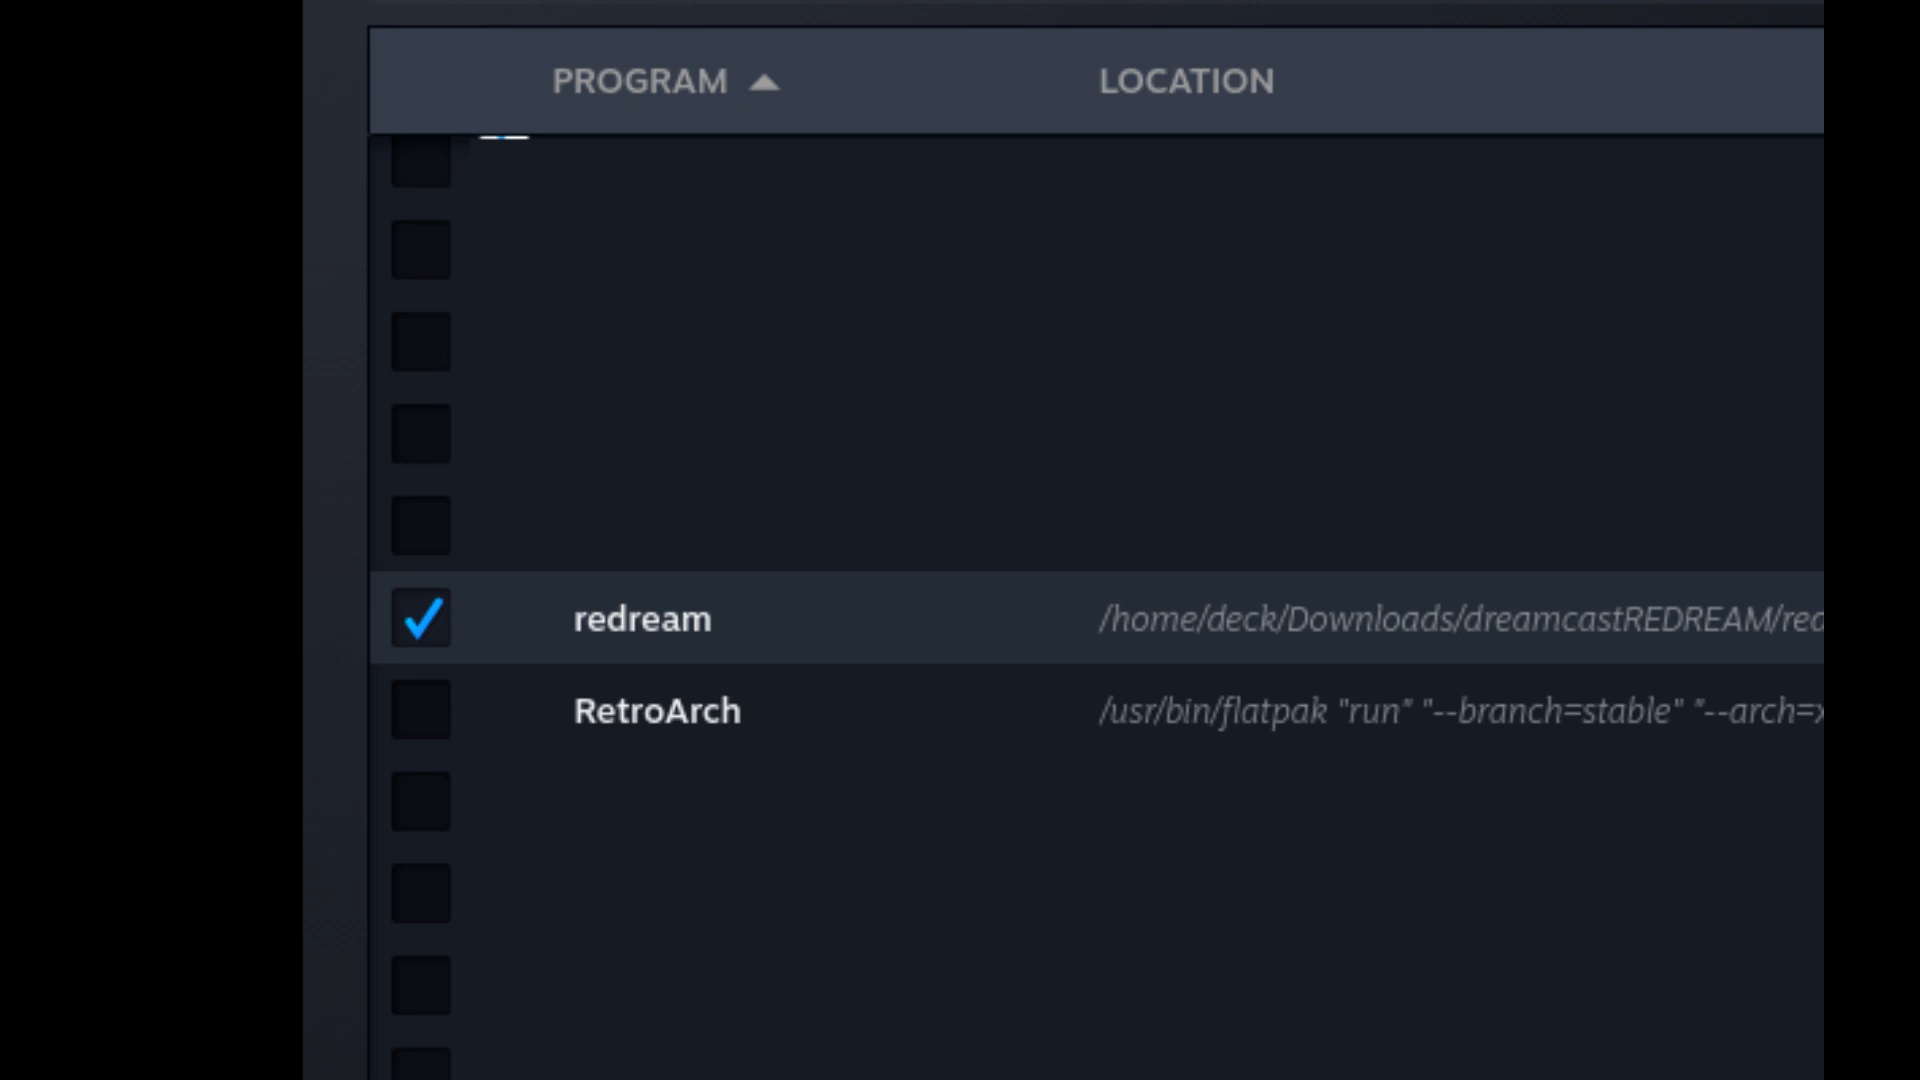 PROGRAM LOCATION
redream /home/deck/Downloads/dreamcastREDREAM/red
RetroArch /usr/bin/flatpak "run" "--branch=stable" "--arch=x